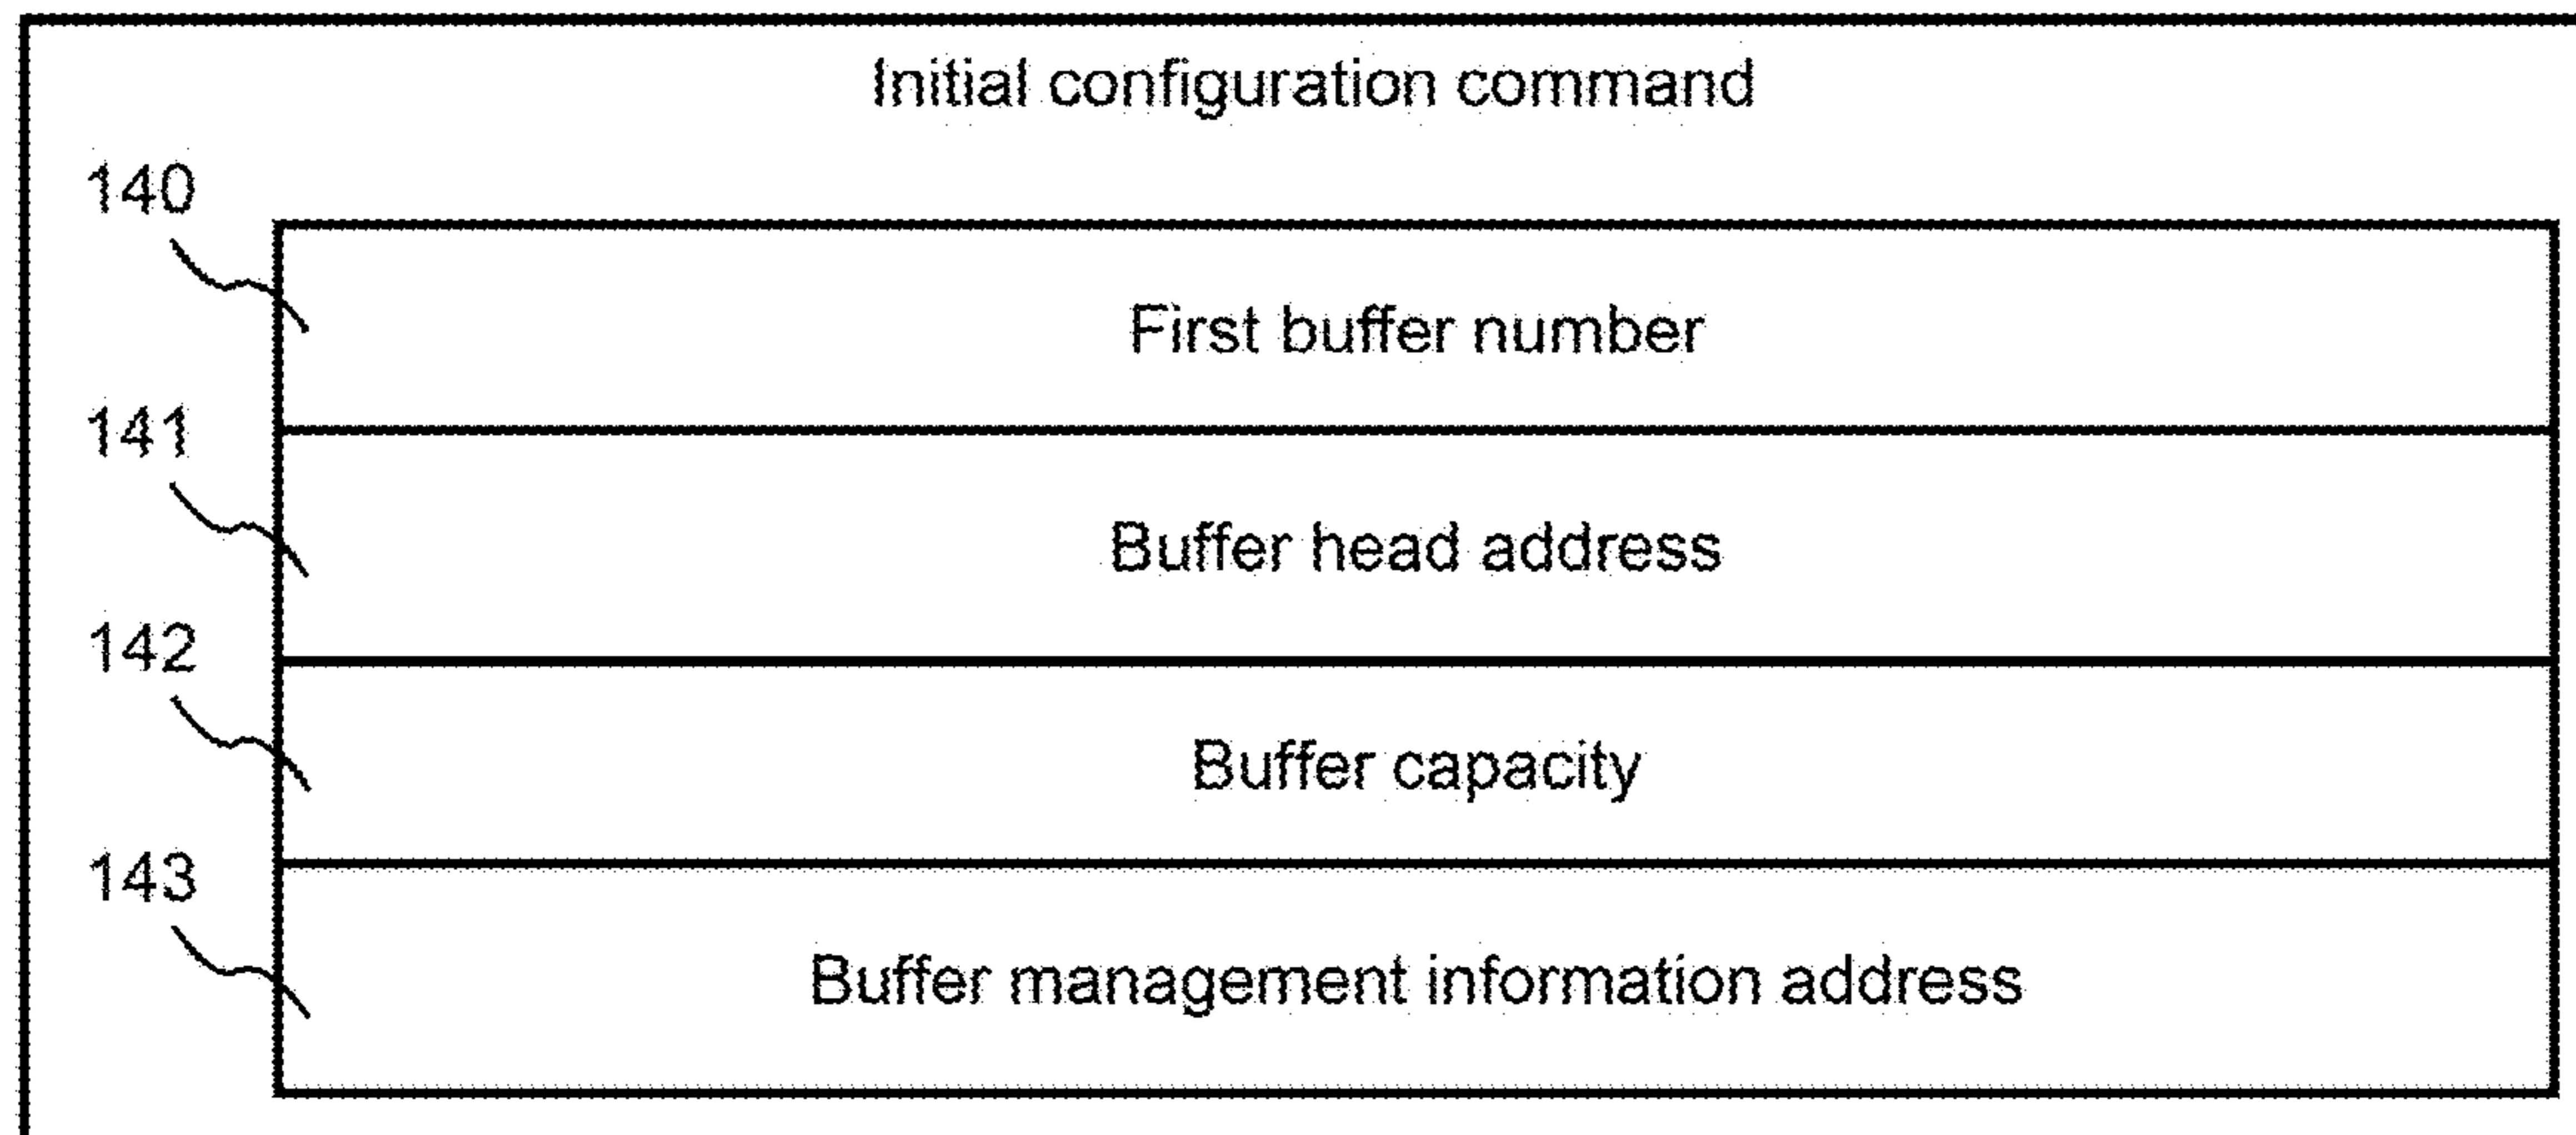 Initial configuration command
140
First buffer number
141
Buffer head address
142
Buffer capacity
143
Buffer management information address